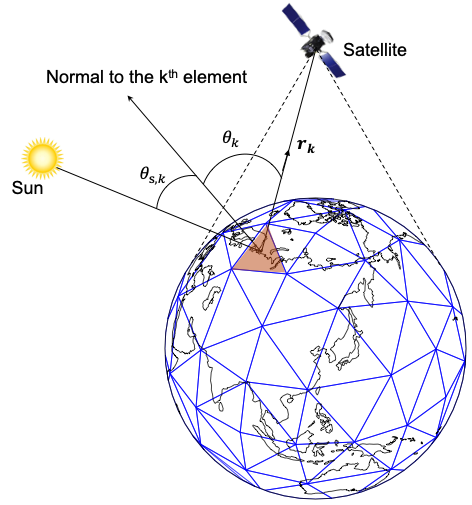 Satellite
Normal to the kᵗʰ element
θₖ
rₖ
θₛ,ₖ
Sun